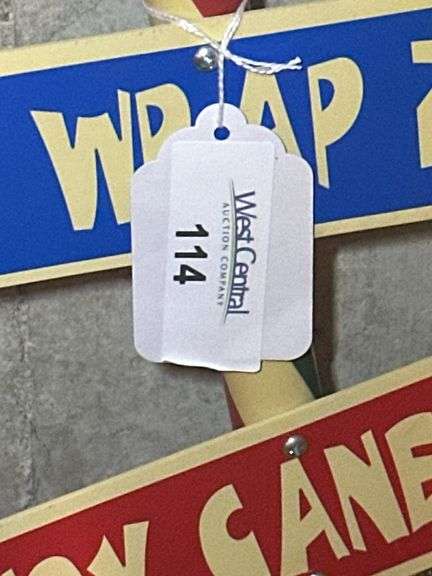 WRAP
West Central
AUCTION COMPANY
114
CANE